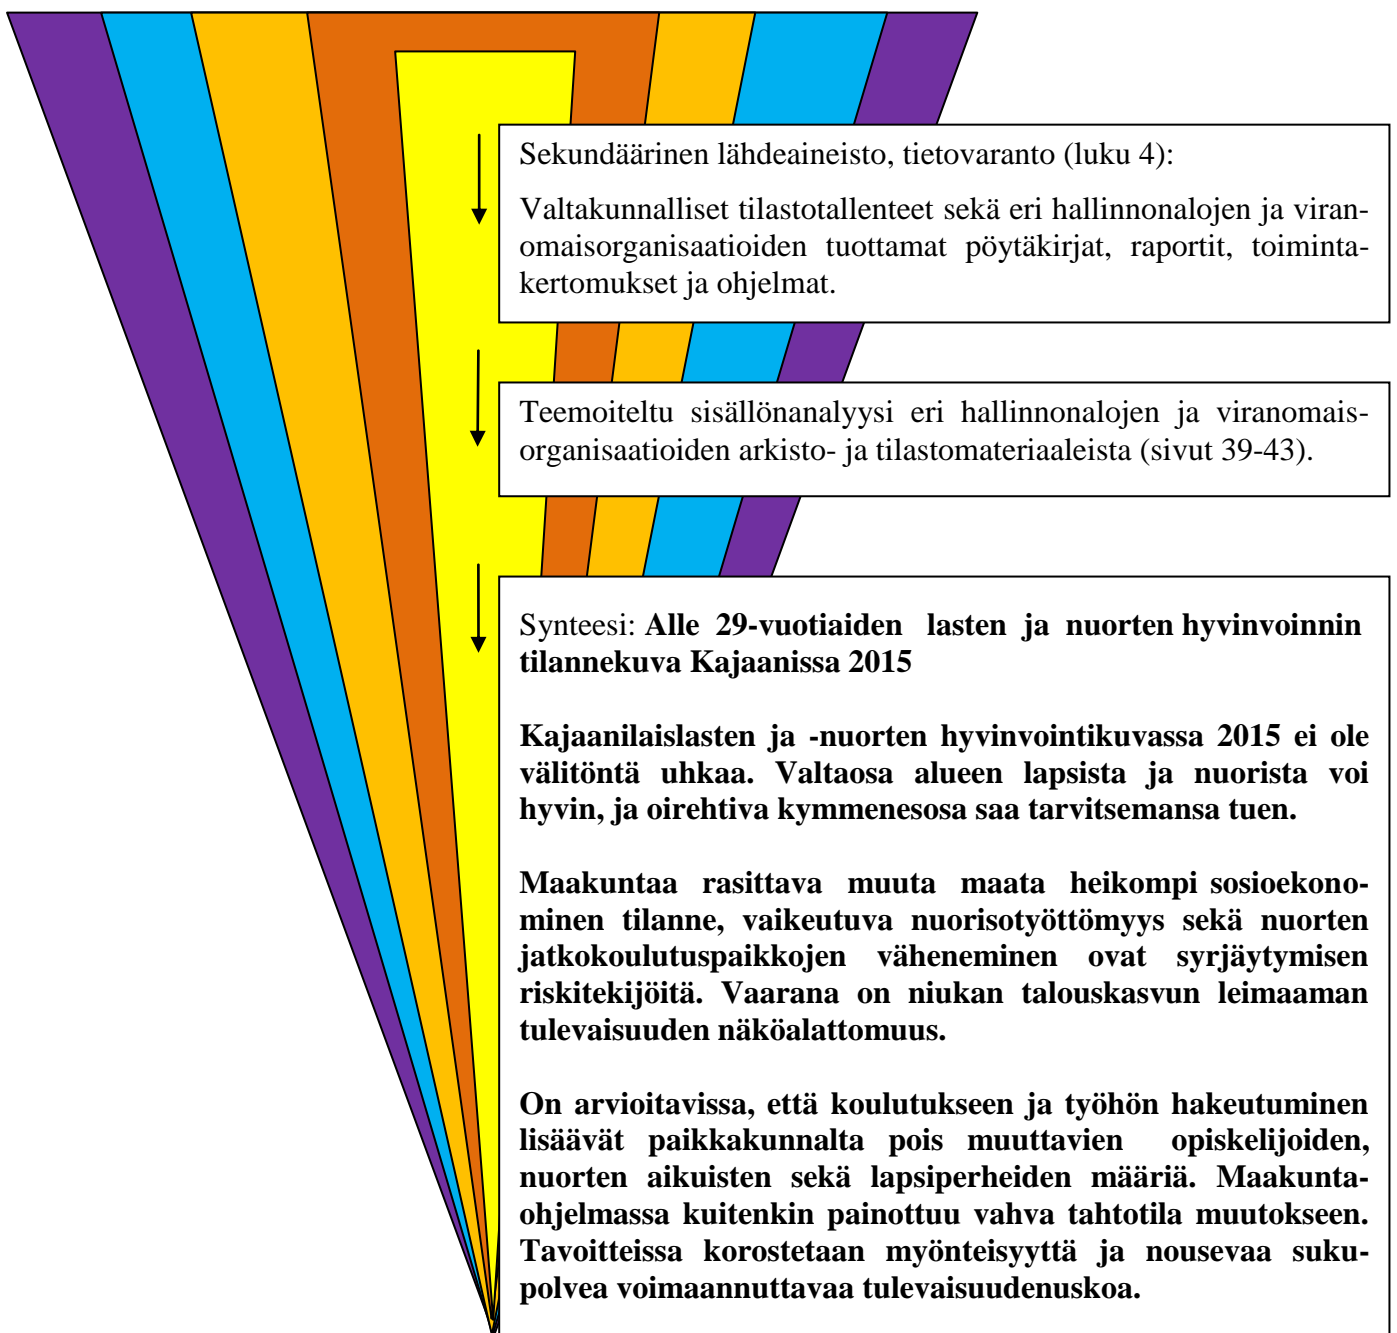 Sekundäärinen lähdeaineisto, tietovaranto (luku 4):
Valtakunnalliset tilastotallenteet sekä eri hallinnonalojen ja viran-
omaisorganisaatioiden tuottamat pöytäkirjat, raportit, toiminta-
kertomukset ja ohjelmat.
Teemoiteltu sisällönanalyysi eri hallinnonalojen ja viranomais-
organisaatioiden arkisto- ja tilastomateriaaleista (sivut 39-43).
Synteesi: Alle 29-vuotiaiden lasten ja nuorten hyvinvoinnin
tilannekuva Kajaanissa 2015
Kajaanilaislasten ja -nuorten hyvinvointikuvassa 2015 ei ole
välitöntä uhkaa. Valtaosa alueen lapsista ja nuorista voi
hyvin, ja oirehtiva kymmenesosa saa tarvitsemansa tuen.
Maakuntaa rasittava muuta maata heikompi sosioekono-
minen tilanne, vaikeutuva nuorisotyöttömyys sekä nuorten
jatkokoulutuspaikkojen väheneminen ovat syrjäytymisen
riskitekijöitä. Vaarana on niukan talouskasvun leimaaman
tulevaisuuden näköalattomuus.
On arvioitavissa, että koulutukseen ja työhön hakeutuminen
lisäävät paikkakunnalta pois muuttavien opiskelijoiden,
nuorten aikuisten sekä lapsiperheiden määriä. Maakunta-
ohjelmassa kuitenkin painottuu vahva tahtotila muutokseen.
Tavoitteissa korostetaan myönteisyyttä ja nousevaa suku-
polvea voimaannuttavaa tulevaisuudenuskoa.